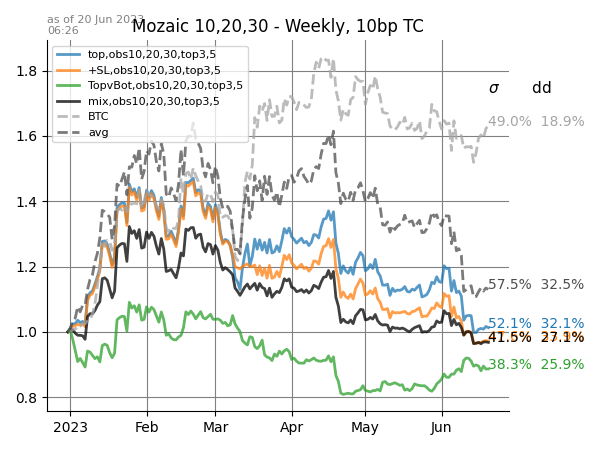 as of 20 Jun 2023
06:26
Mozaic 10,20,30 - Weekly, 10bp TC
top,obs10,20,30,top3,5
+SL,obs10,20,30,top3,5
TopvBot,obs10,20,30,top3,5
mix,obs10,20,30,top3,5
BTC
avg
σ dd
49.0% 18.9%
57.5% 32.5%
52.1% 32.1%
41.5% 27.1%
38.3% 25.9%
1.8
1.6
1.4
1.2
1.0
0.8
2023 Feb Mar Apr May Jun